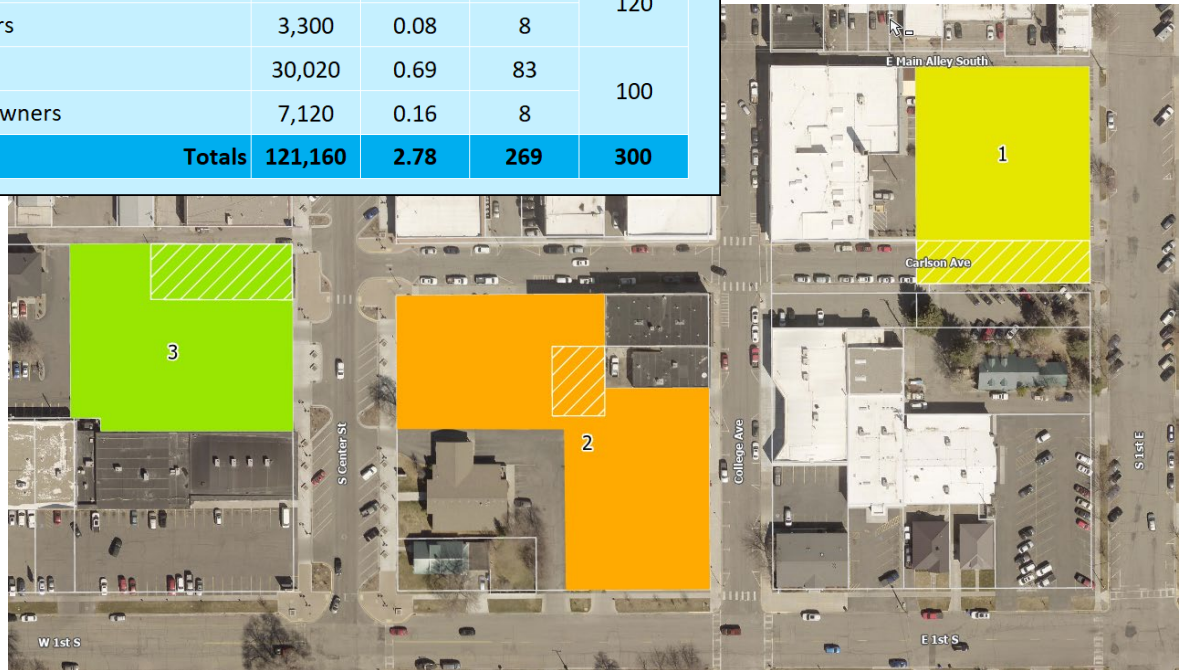 120
rs 3,300 0.08 8
30,020 0.69 83
100
wners 7,120 0.16 8
Totals 121,160 2.78 269 300
E Main Alley South
1
Carlson Ave
3
2
S Center St
College Ave
S 1st E
W 1st S
E 1st S